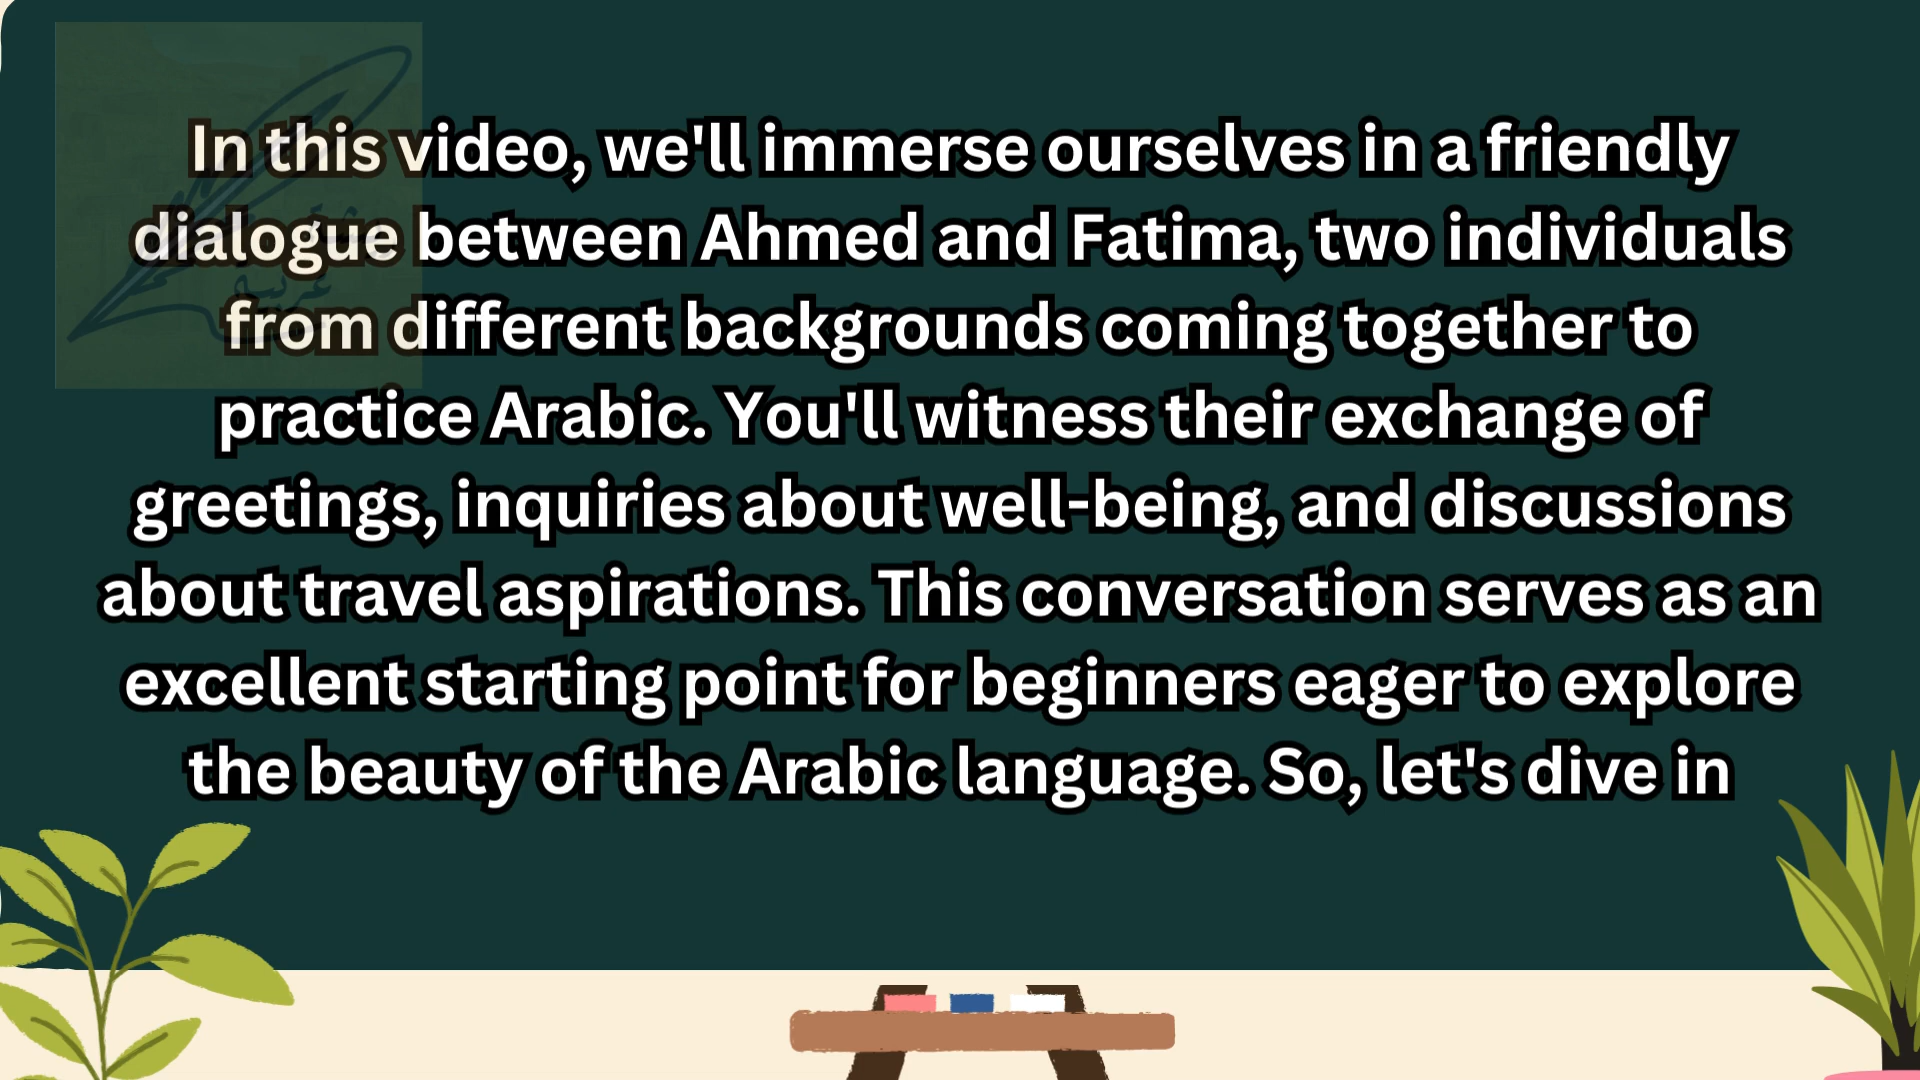 In this video, we'll immerse ourselves in a friendly
dialogue between Ahmed and Fatima, two individuals
from different backgrounds coming together to
practice Arabic. You'll witness their exchange of
greetings, inquiries about well-being, and discussions
about travel aspirations. This conversation serves as an
excellent starting point for beginners eager to explore
the beauty of the Arabic language. So, let's dive in
عربية